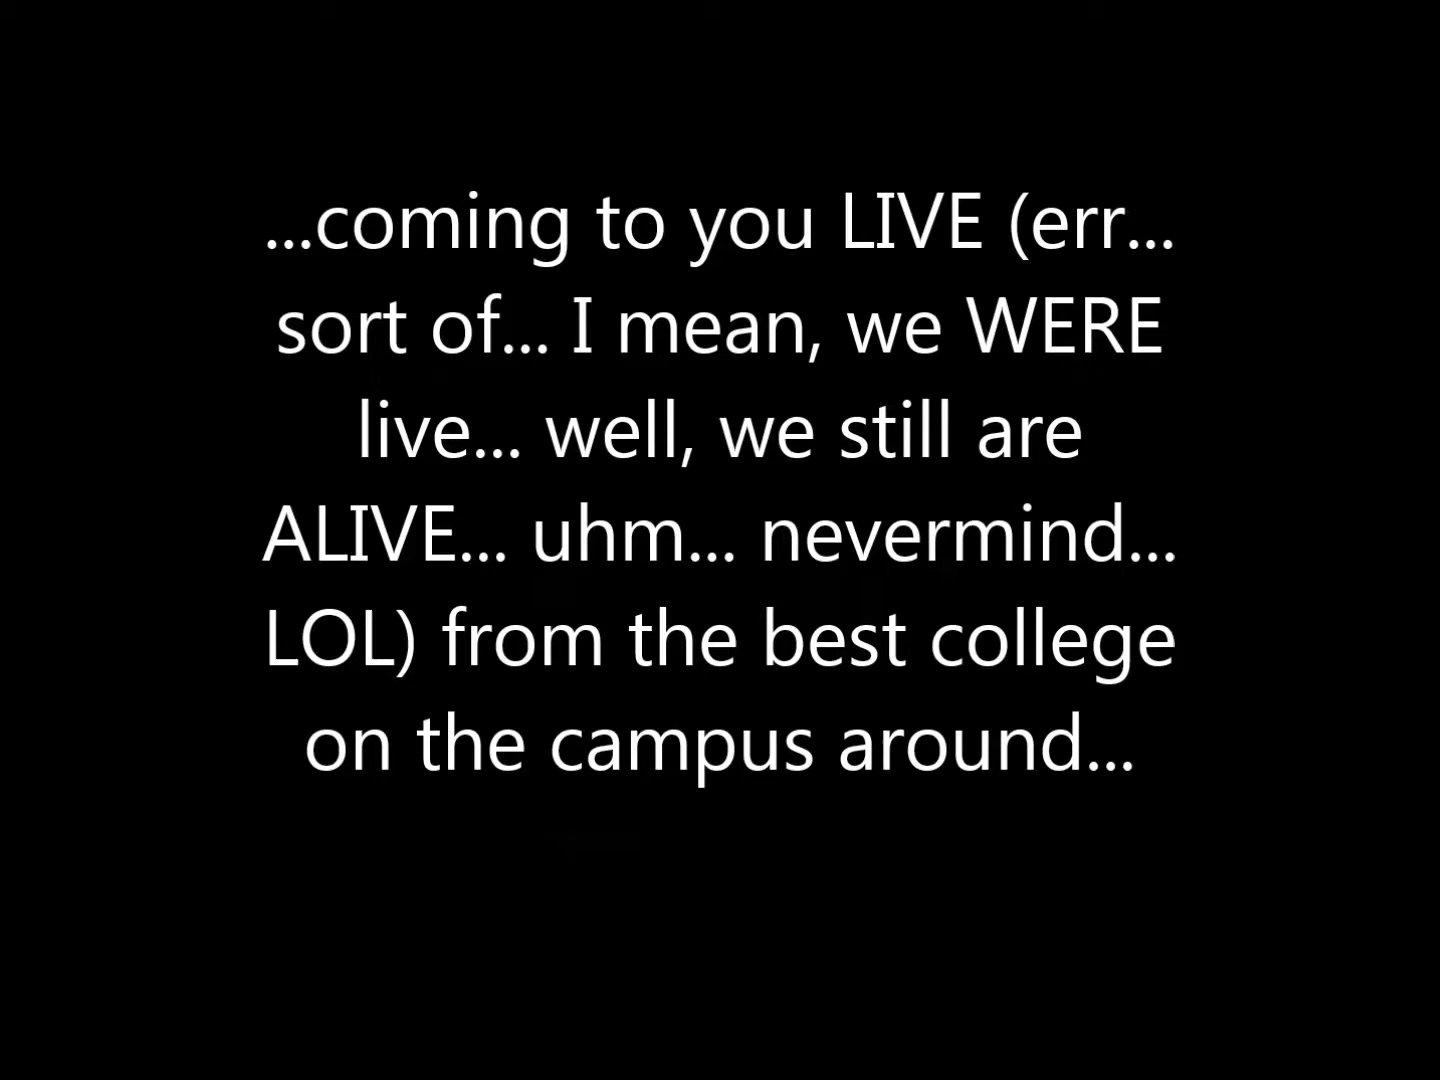 ...coming to you LIVE (err...
sort of... I mean, we WERE
live... well, we still are
ALIVE... uhm... nevermind...
LOL) from the best college
on the campus around...